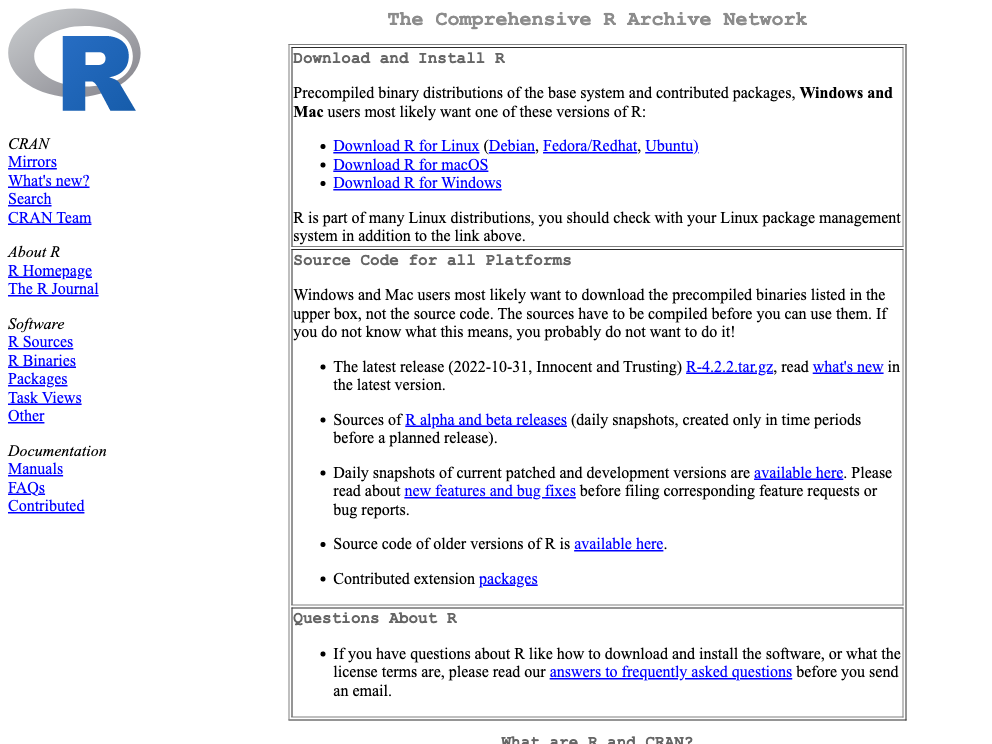 R
CRAN
Mirrors
What's new?
Search
CRAN Team
About R
R Homepage
The R Journal
Software
R Sources
R Binaries
Packages
Task Views
Other
Documentation
Manuals
FAQs
Contributed
The Comprehensive R Archive Network
Download and Install R
Precompiled binary distributions of the base system and contributed packages, Windows and
Mac users most likely want one of these versions of R:
• Download R for Linux (Debian, Fedora/Redhat, Ubuntu)
• Download R for macOS
• Download R for Windows
R is part of many Linux distributions, you should check with your Linux package management
system in addition to the link above.
Source Code for all Platforms
Windows and Mac users most likely want to download the precompiled binaries listed in the
upper box, not the source code. The sources have to be compiled before you can use them. If
you do not know what this means, you probably do not want to do it!
• The latest release (2022-10-31, Innocent and Trusting) R-4.2.2.tar.gz, read what's new in
the latest version.
• Sources of R alpha and beta releases (daily snapshots, created only in time periods
before a planned release).
• Daily snapshots of current patched and development versions are available here. Please
read about new features and bug fixes before filing corresponding feature requests or
bug reports.
• Source code of older versions of R is available here.
• Contributed extension packages
Questions About R
• If you have questions about R like how to download and install the software, or what the
license terms are, please read our answers to frequently asked questions before you send
an email.
What are R and CRAN?